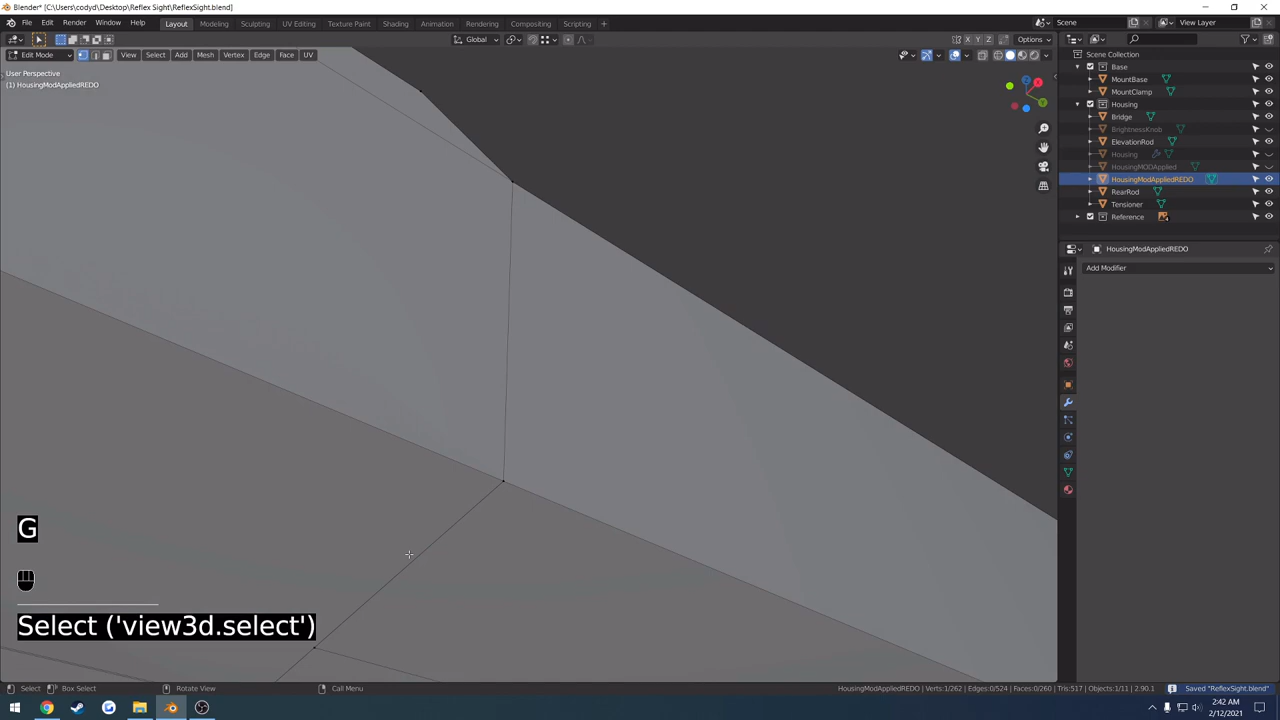 Blender* [C:\Users\codyd\Desktop\Reflex Sight\ReflexSight.blend]
File Edit Render Window Help Layout Modeling Sculpting UV Editing Texture Paint Shading Animation Rendering Compositing Scripting + Scene View Layer
Global X Y Z Options
Edit Mode View Select Add Mesh Vertex Edge Face UV
User Perspective
(1) HousingModAppliedREDO
X
Y
Z
Scene Collection
Base
MountBase
MountClamp
Housing
Bridge
BrightnessKnob
ElevationRod
Housing
HousingMODApplied
HousingModAppliedREDO
RearRod
Tensioner
Reference
HousingModAppliedREDO
Add Modifier
G
Select ('view3d.select')
Select Box Select Rotate View Call Menu HousingModAppliedREDO | Verts:1/262 | Edges:0/524 | Faces:0/260 | Tris:517 | Objects:1/11 | 2.90.1 Saved "ReflexSight.blend"
2:42 AM
2/12/2021